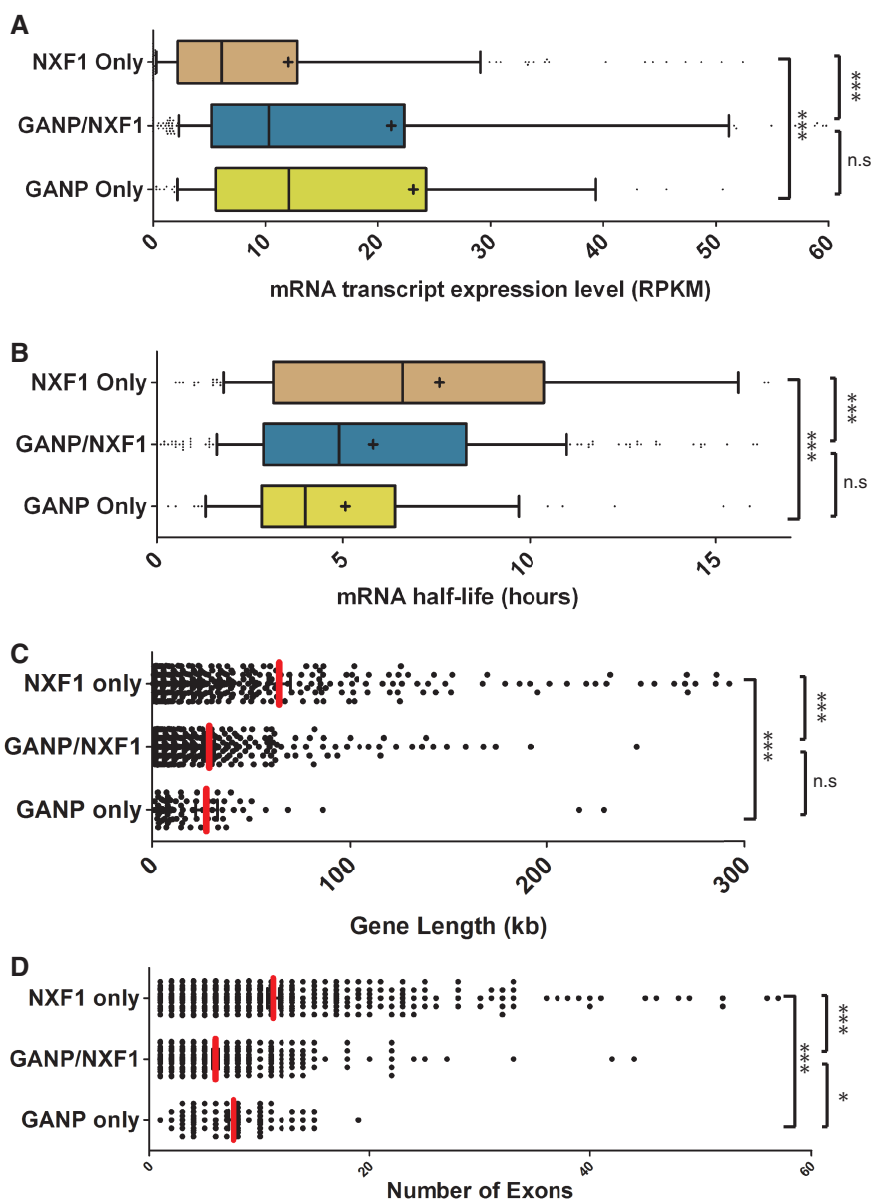 A
NXF1 Only
GANP/NXF1
GANP Only
***
***
n.s
0 10 20 30 40 50 60
mRNA transcript expression level (RPKM)
B
NXF1 Only
GANP/NXF1
GANP Only
***
***
n.s
0 5 10 15
mRNA half-life (hours)
C
NXF1 only
GANP/NXF1
GANP only
***
***
n.s
0 100 200 300
Gene Length (kb)
D
NXF1 only
GANP/NXF1
GANP only
***
***
*
0 20 40 60
Number of Exons